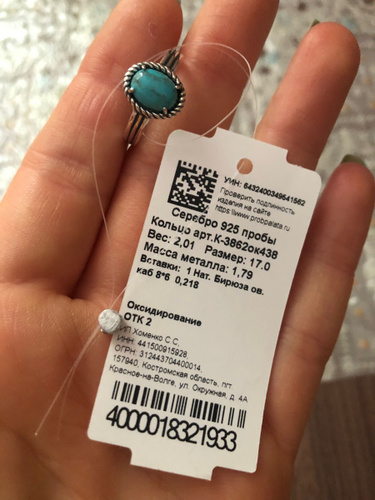 УИН: 6432400349641562
Проверить подлинность
изделия на сайте
https://www.probpalata.ru
Серебро 925 пробы
Кольцо арт.К-3862ок438
Вес: 2,01 Размер: 17.0
Масса металла: 1,79
Вставки: 1 Нат. Бирюза ов.
каб 8*6 0,218
Оксидирование
ОТК 2
ИП Хоменко С.С.
ИНН: 441500915928,
ОГРН: 312443704400014,
157940, Костромская область, пгт
Красное-на-Волге, ул. Окружная, д. 4А
4000018321933